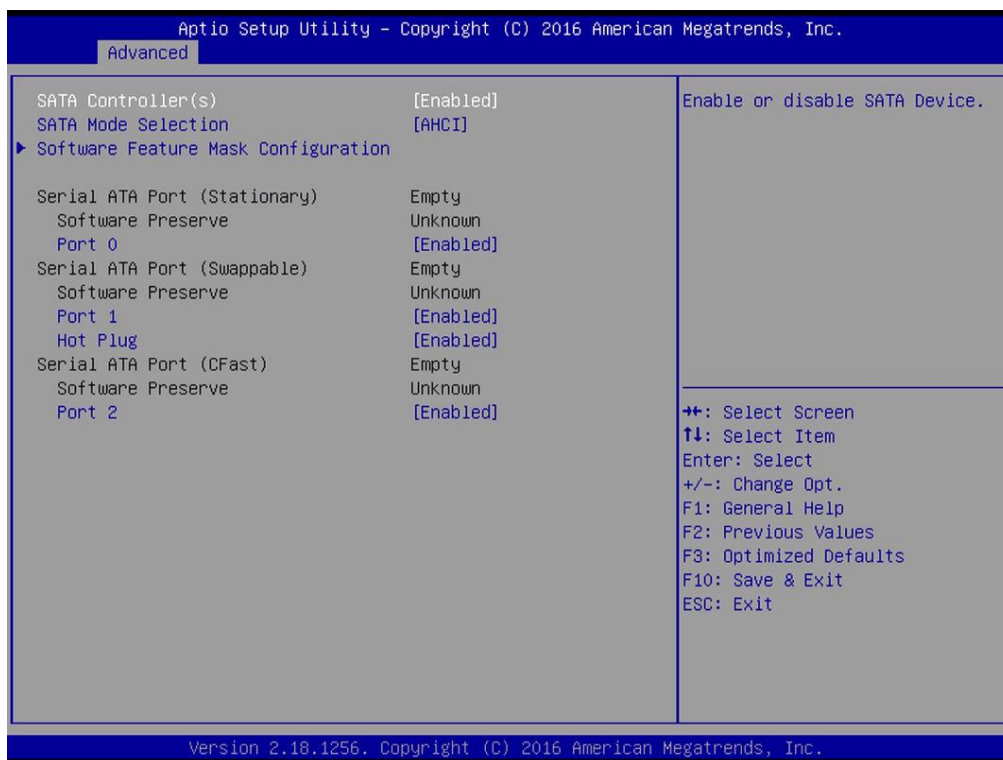 Aptio Setup Utility – Copyright (C) 2016 American Megatrends, Inc.
Advanced
SATA Controller(s) [Enabled]
SATA Mode Selection [AHCI]
Software Feature Mask Configuration
Serial ATA Port (Stationary) Empty
Software Preserve Unknown
Port 0 [Enabled]
Serial ATA Port (Swappable) Empty
Software Preserve Unknown
Port 1 [Enabled]
Hot Plug [Enabled]
Serial ATA Port (CFast) Empty
Software Preserve Unknown
Port 2 [Enabled]
Enable or disable SATA Device.
→←: Select Screen
↑↓: Select Item
Enter: Select
+/-: Change Opt.
F1: General Help
F2: Previous Values
F3: Optimized Defaults
F10: Save & Exit
ESC: Exit
Version 2.18.1256. Copyright (C) 2016 American Megatrends, Inc.